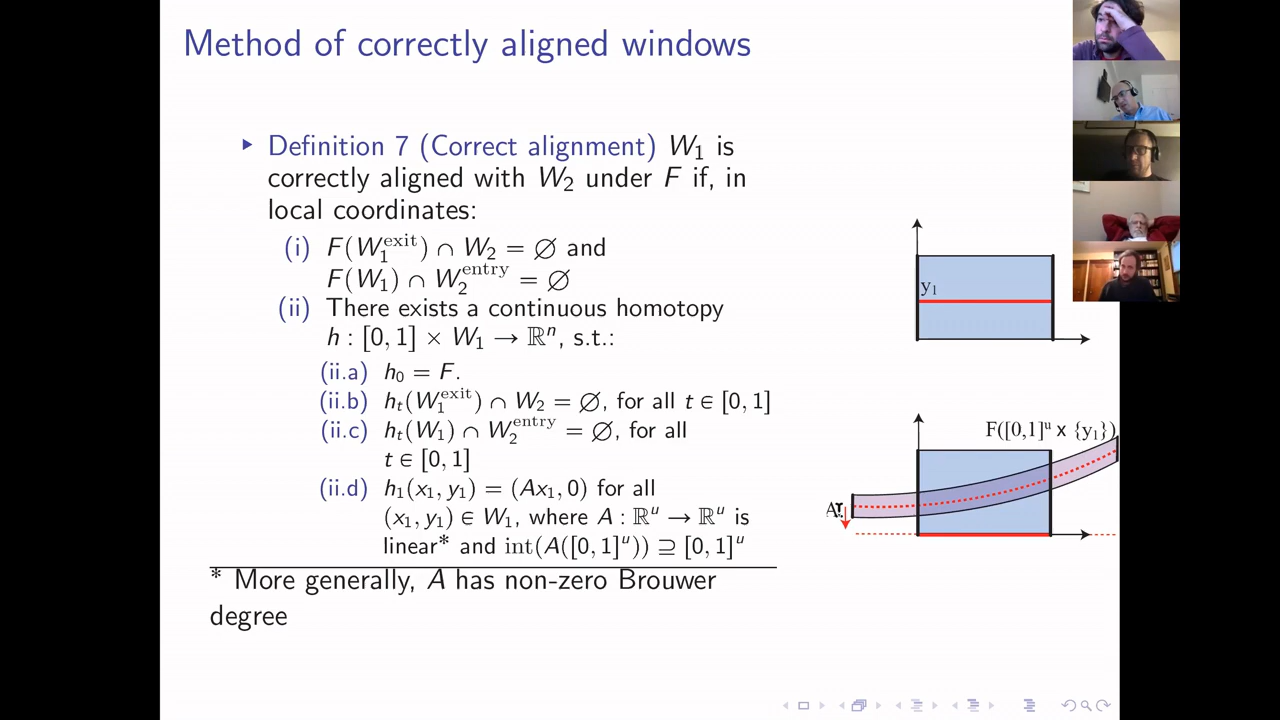 Method of correctly aligned windows
▶ Definition 7 (Correct alignment) W₁ is
correctly aligned with W₂ under F if, in
local coordinates:
(i) F(W₁^exit) ∩ W₂ = ∅ and
F(W₁) ∩ W₂^entry = ∅
(ii) There exists a continuous homotopy
h : [0, 1] × W₁ → ℝⁿ, s.t.:
(ii.a) h₀ = F.
(ii.b) hₜ(W₁^exit) ∩ W₂ = ∅, for all t ∈ [0, 1]
(ii.c) hₜ(W₁) ∩ W₂^entry = ∅, for all
t ∈ [0, 1]
(ii.d) h₁(x₁, y₁) = (Ax₁, 0) for all
(x₁, y₁) ∈ W₁, where A : ℝᵘ → ℝᵘ is
linear* and int(A([0, 1]ᵘ)) ⊇ [0, 1]ᵘ
* More generally, A has non-zero Brouwer
degree
y₁
F([0,1]ᵘ x {y₁})